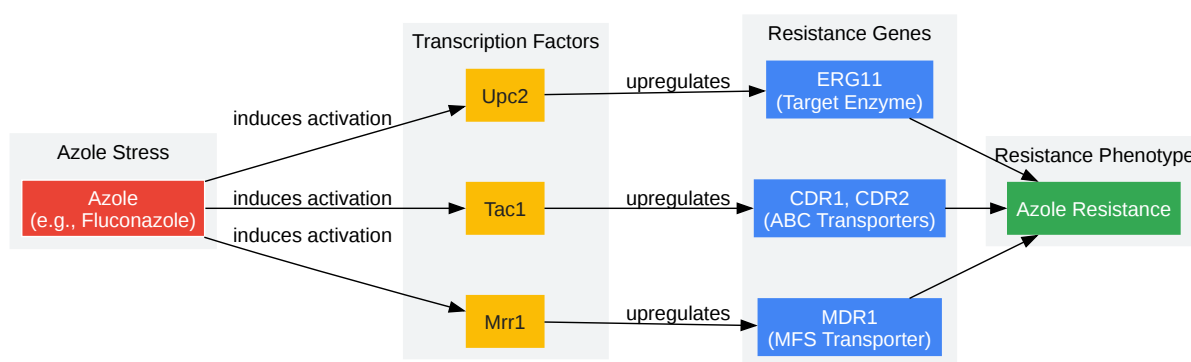 Transcription Factors
Resistance Genes
Upc2
upregulates
ERG11
(Target Enzyme)
induces activation
Azole Stress
Resistance Phenotype
Azole
(e.g., Fluconazole)
induces activation
Tac1
upregulates
CDR1, CDR2
(ABC Transporters)
Azole Resistance
induces activation
Mrr1
upregulates
MDR1
(MFS Transporter)